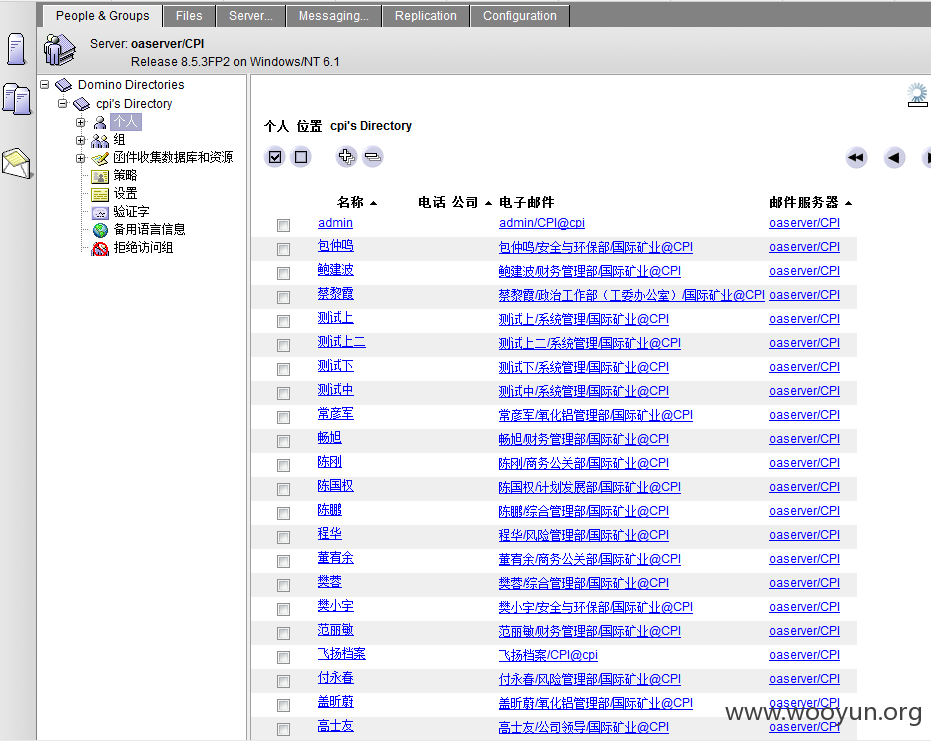 People & Groups Files Server... Messaging... Replication Configuration
Server: oaserver/CPI
Release 8.5.3FP2 on Windows/NT 6.1
Domino Directories
cpi's Directory
个人
组
函件收集数据库和资源
策略
设置
验证字
备用语言信息
拒绝访问组
个人 位置 cpi's Directory
名称 电话 公司 电子邮件 邮件服务器
admin admin/CPI@cpi oaserver/CPI
包仲鸣 包仲鸣/安全与环保部/国际矿业@CPI oaserver/CPI
鲍建波 鲍建波/财务管理部/国际矿业@CPI oaserver/CPI
蔡黎霞 蔡黎霞/政治工作部（工委办公室）/国际矿业@CPI oaserver/CPI
测试上 测试上/系统管理/国际矿业@CPI oaserver/CPI
测试上二 测试上二/系统管理/国际矿业@CPI oaserver/CPI
测试下 测试下/系统管理/国际矿业@CPI oaserver/CPI
测试中 测试中/系统管理/国际矿业@CPI oaserver/CPI
常彦军 常彦军/氧化铝管理部/国际矿业@CPI oaserver/CPI
畅旭 畅旭/财务管理部/国际矿业@CPI oaserver/CPI
陈刚 陈刚/商务公关部/国际矿业@CPI oaserver/CPI
陈国权 陈国权/计划发展部/国际矿业@CPI oaserver/CPI
陈鹏 陈鹏/综合管理部/国际矿业@CPI oaserver/CPI
程华 程华/风险管理部/国际矿业@CPI oaserver/CPI
董宥余 董宥余/商务公关部/国际矿业@CPI oaserver/CPI
樊蓉 樊蓉/综合管理部/国际矿业@CPI oaserver/CPI
樊小宇 樊小宇/安全与环保部/国际矿业@CPI oaserver/CPI
范丽敏 范丽敏/财务管理部/国际矿业@CPI oaserver/CPI
飞扬档案 飞扬档案/CPI@cpi oaserver/CPI
付永春 付永春/风险管理部/国际矿业@CPI oaserver/CPI
盖昕蔚 盖昕蔚/氧化铝管理部/国际矿业@CPI oaserver/CPI
高士友 高士友/公司领导/国际矿业@CPI oaserver/CPI
www.wooyun.org